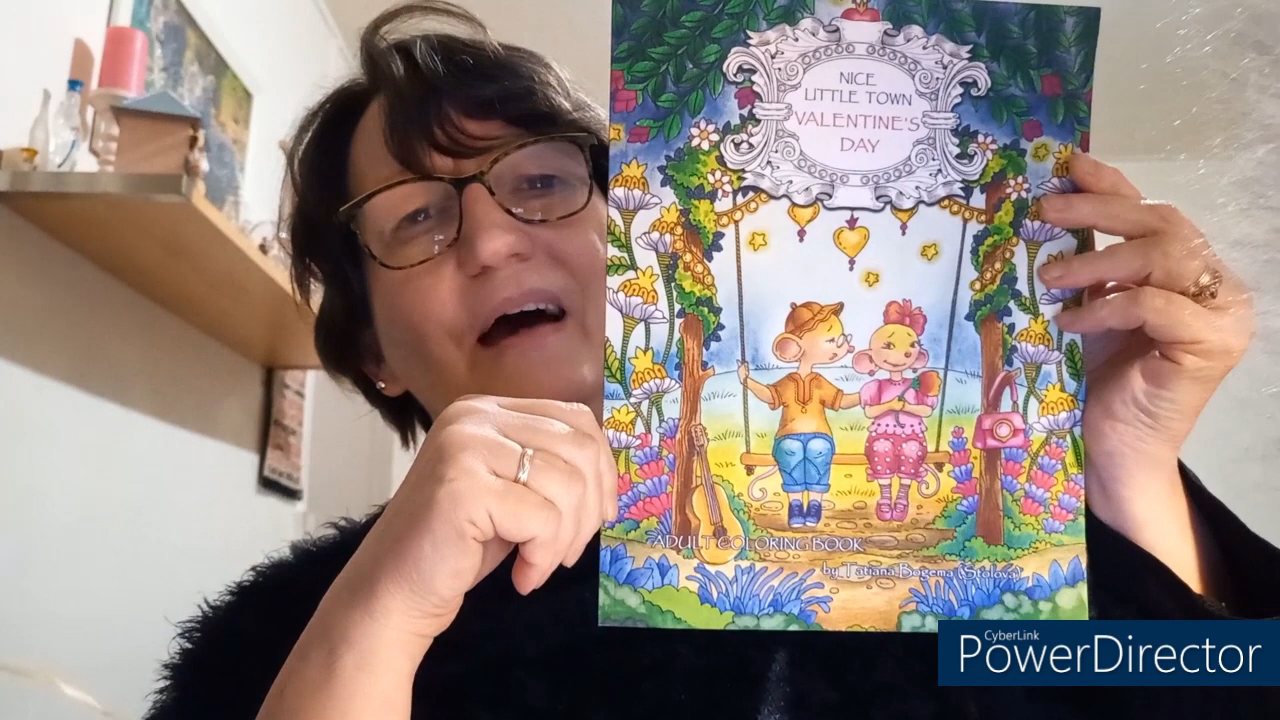 NICE
LITTLE TOWN
VALENTINE'S
DAY
ADULT COLORING BOOK
by Tatiana Bogema (Stolova)
CyberLink
PowerDirector